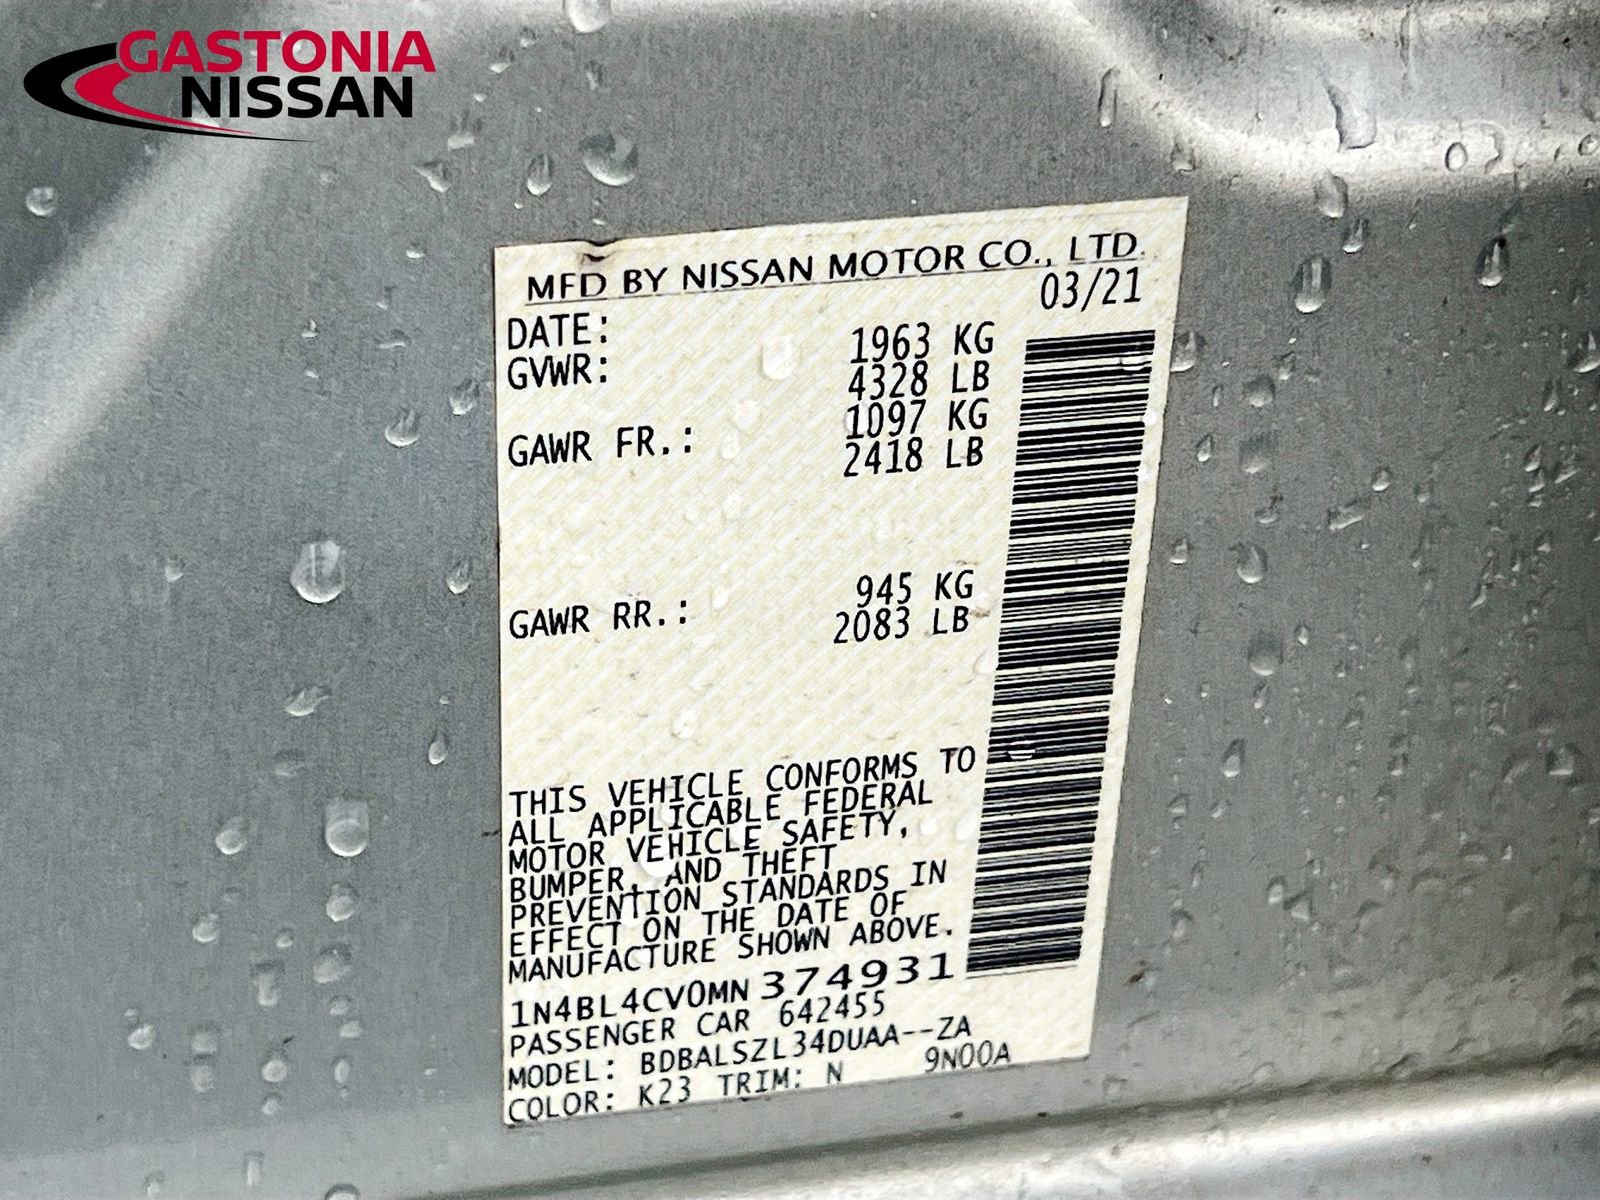 GASTONIA
NISSAN
MFD BY NISSAN MOTOR CO., LTD.
DATE: 03/21
GVWR: 1963 KG
4328 LB
GAWR FR.: 1097 KG
2418 LB
GAWR RR.: 945 KG
2083 LB
THIS VEHICLE CONFORMS TO
ALL APPLICABLE FEDERAL
MOTOR VEHICLE SAFETY,
BUMPER, AND THEFT
PREVENTION STANDARDS IN
EFFECT ON THE DATE OF
MANUFACTURE SHOWN ABOVE.
1N4BL4CV0MN374931
PASSENGER CAR 642455
MODEL: BDBALSZL34DUAA--ZA
COLOR: K23 TRIM: N 9N00A